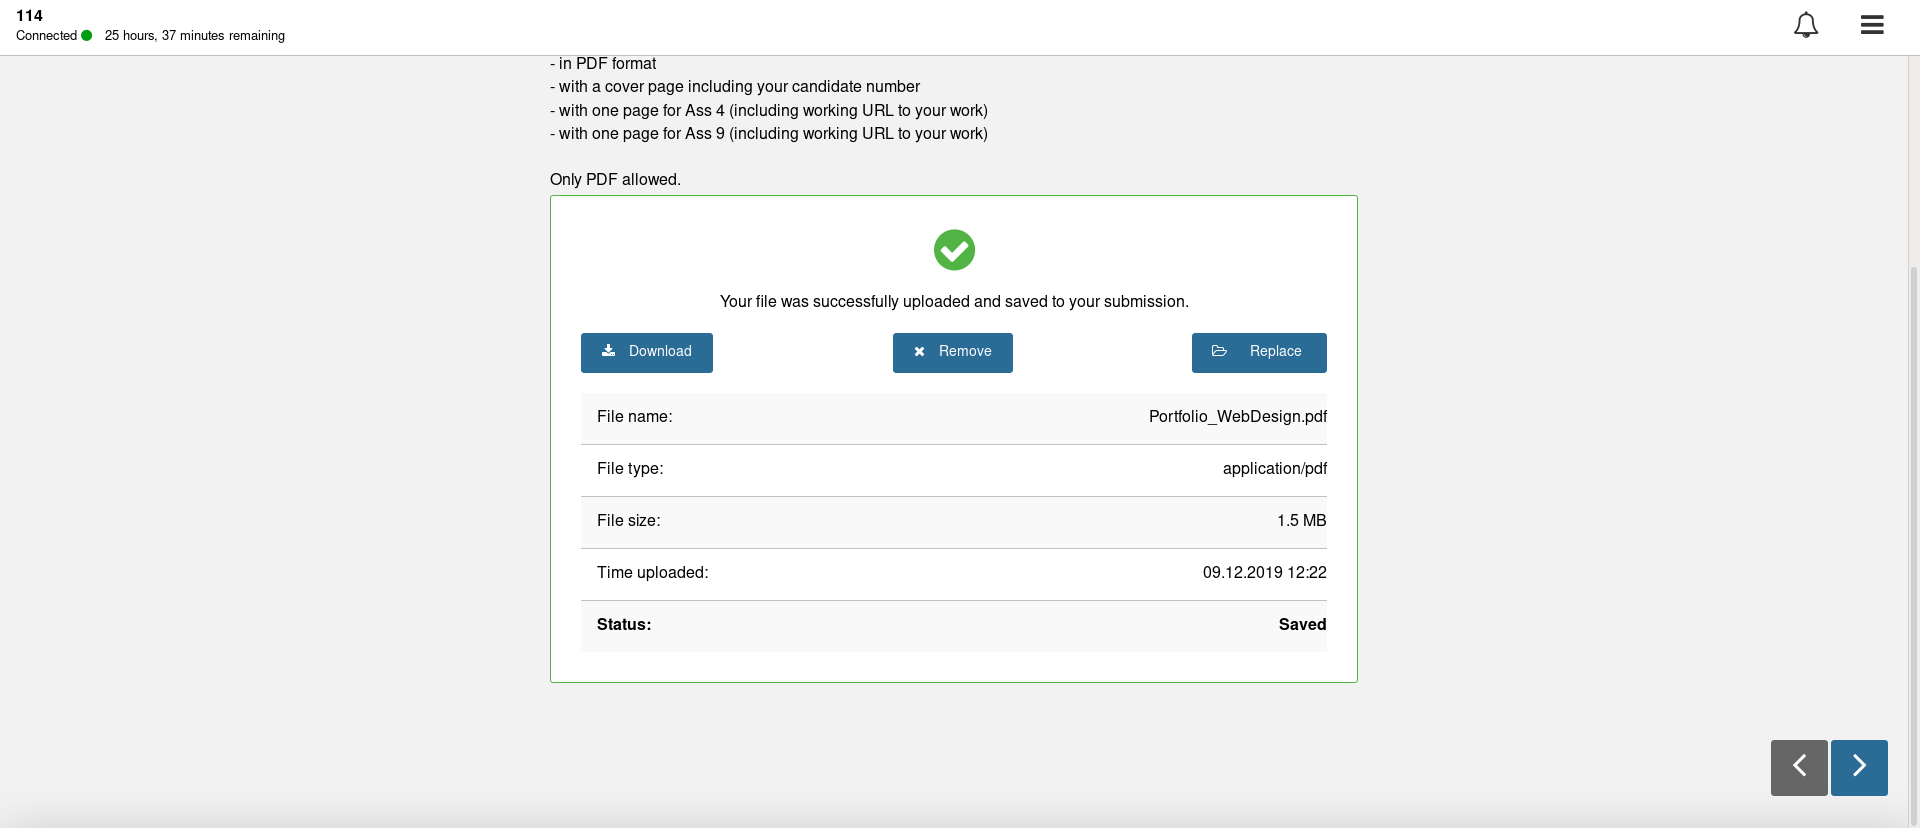 114
Connected 25 hours, 37 minutes remaining
- in PDF format
- with a cover page including your candidate number
- with one page for Ass 4 (including working URL to your work)
- with one page for Ass 9 (including working URL to your work)
Only PDF allowed.
Your file was successfully uploaded and saved to your submission.
Download Remove Replace
File name: Portfolio_WebDesign.pdf
File type: application/pdf
File size: 1.5 MB
Time uploaded: 09.12.2019 12:22
Status: Saved